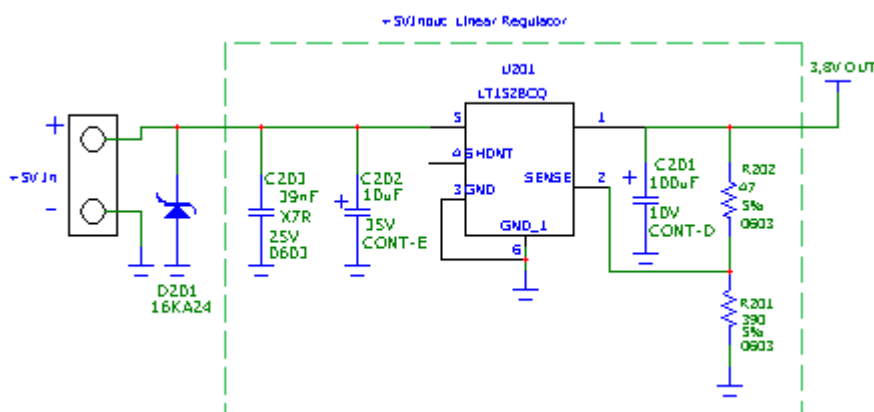 +5VInput Linear Regulator
U201
LT1528CQ
3,8V OUT
+
+5V In
-
5
4
SHDNT
3
GND
1
SENSE
2
GND_1
6
D201
16KA24
C203
39nF
X7R
25V
0603
C202
10uF
+
35V
CONT-E
C201
100uF
+
10V
CONT-D
R202
47
5%
0603
R201
390
5%
0603